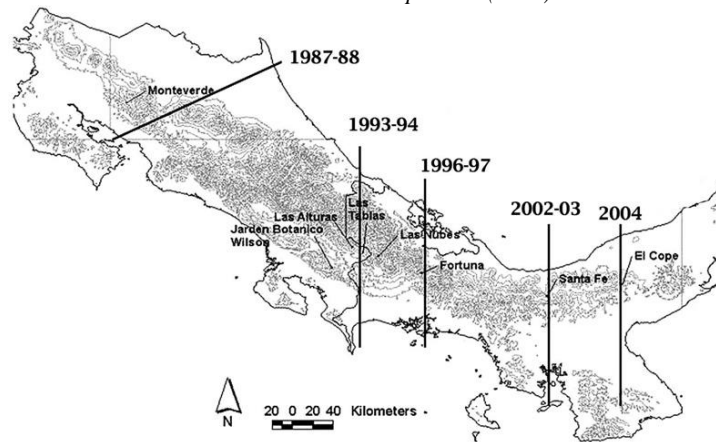 1987-88
Monteverde
1993-94
1996-97
Las
Tablas
Las Alturas
Jarden Botanico
Wilson
Las Nubes
Fortuna
2002-03
2004
El Cope
Santa Fe
N
20 0 20 40 Kilometers